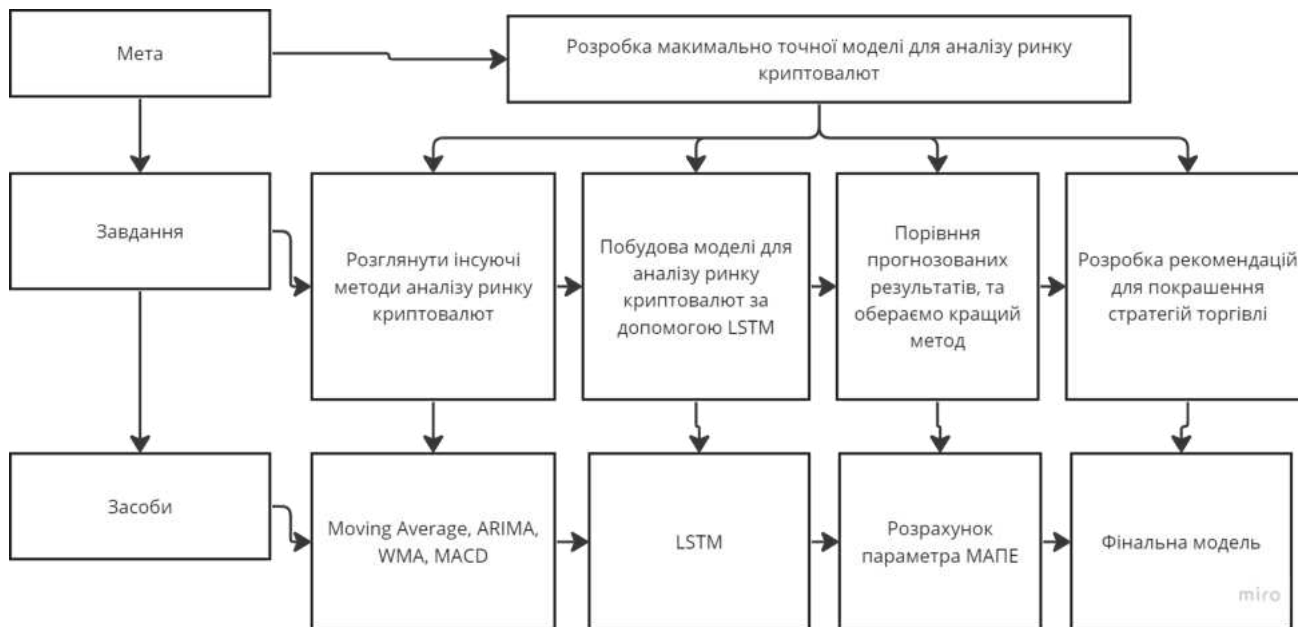 Мета
Розробка макимально точної моделі для аналізу ринку
криптовалют
Завдання
Розглянути інсуючі
методи аналізу ринку
криптовалют
Побудова моделі для
аналізу ринку
криптовалют за
допомогою LSTM
Порівння
прогнозованих
результатів, та
обераємо кращий
метод
Розробка рекомендацій
для покрашення
стратегій торгівлі
Засоби
Moving Average, ARIMA,
WMA, MACD
LSTM
Розрахунок
параметра МАПЕ
Фінальна модель
miro